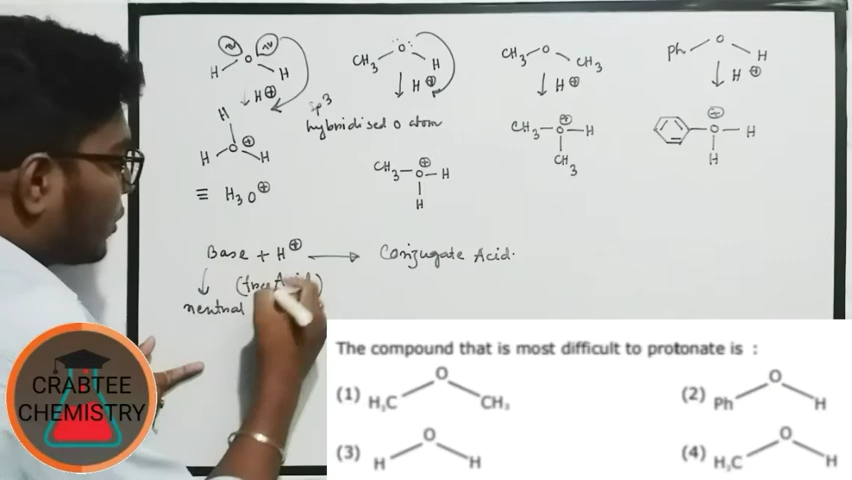 H O H
CH3 O H
CH3 O CH3
Ph O H
H⊕
H⊕
H⊕
H⊕
sp3
hybridised O atom
H
H O⊕ H
≡ H3O⊕
CH3—O⊕—H
H
CH3—O⊕—H
CH3
O⊕—H
H
Base + H⊕ → Conjugate Acid.
neutral
CRABTEE
CHEMISTRY
The compound that is most difficult to protonate is :
(1) H3C O CH3
(2) Ph O H
(3) H O H
(4) H3C O H